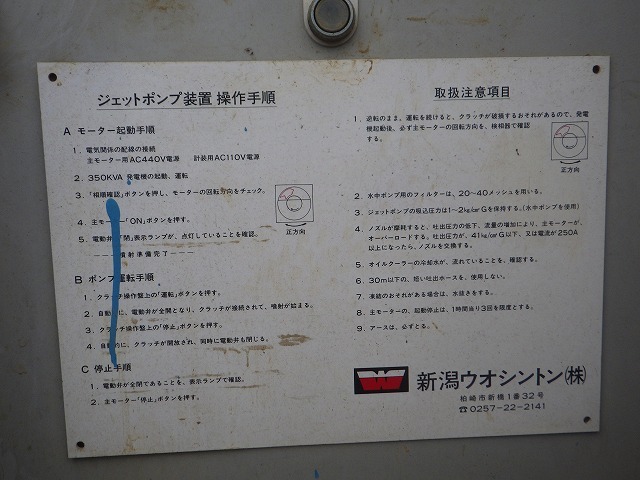 ジェットポンプ装置 操作手順
A モーター起動手順
1. 電気関係の配線の接続
主モーター用AC440V電源 計装用AC110V電源
2. 350KVA 発電機の起動、運転
3. 「相順確認」ボタンを押し、モーターの回転方向をチェック。
正方向
4. 主モーター「ON」ボタンを押す。
5. 電動弁「閉」表示ランプが、点灯していることを確認。
噴射準備完了
B ポンプ運転手順
1. クラッチ操作盤上の「運転」ボタンを押す。
2. 自動的に、電動弁が全開となり、クラッチが接続されて、噴射が始まる。
3. クラッチ操作盤上の「停止」ボタンを押す。
4. 自動的に、クラッチが開放され、同時に電動弁も閉じる。
C 停止手順
1. 電動弁が全閉であることを、表示ランプで確認。
2. 主モーター「停止」ボタンを押す。
取扱注意項目
1. 逆転のまま、運転を続けると、クラッチが破損するおそれがあるので、発電
機起動後、必ず主モーターの回転方向を、検相器で確認
する。
正方向
2. 水中ポンプ用のフィルターは、20〜40メッシュを用いる。
3. ジェットポンプの吸込圧力は1〜2kg/c㎡Gを保持する。(水中ポンプを使用)
4. ノズルが摩耗すると、吐出圧力の低下、流量の増加により、主モーターが、
オーバーロードする。吐出圧力が、41kg/c㎡G以下、又は電流が250A
以上になったら、ノズルを交換する。
5. オイルクーラーの冷却水が、流れていることを、確認する。
6. 30m以下の、短い吐出ホースを、使用しない。
7. 凍結のおそれがある場合は、水抜きをする。
8. 主モーターの、起動停止は、1時間当り3回を限度とする。
9. アースは、必ずとる。
W 新潟ウオシントン(株)
柏崎市新橋1番32号
☎0257-22-2141